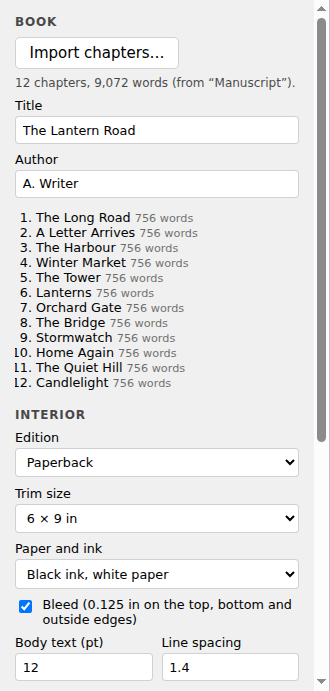 BOOK
Import chapters...
12 chapters, 9,072 words (from “Manuscript”).
Title
The Lantern Road
Author
A. Writer
1. The Long Road 756 words
2. A Letter Arrives 756 words
3. The Harbour 756 words
4. Winter Market 756 words
5. The Tower 756 words
6. Lanterns 756 words
7. Orchard Gate 756 words
8. The Bridge 756 words
9. Stormwatch 756 words
10. Home Again 756 words
11. The Quiet Hill 756 words
12. Candlelight 756 words
INTERIOR
Edition
Paperback
Trim size
6 × 9 in
Paper and ink
Black ink, white paper
Bleed (0.125 in on the top, bottom and
outside edges)
Body text (pt) Line spacing
12 1.4